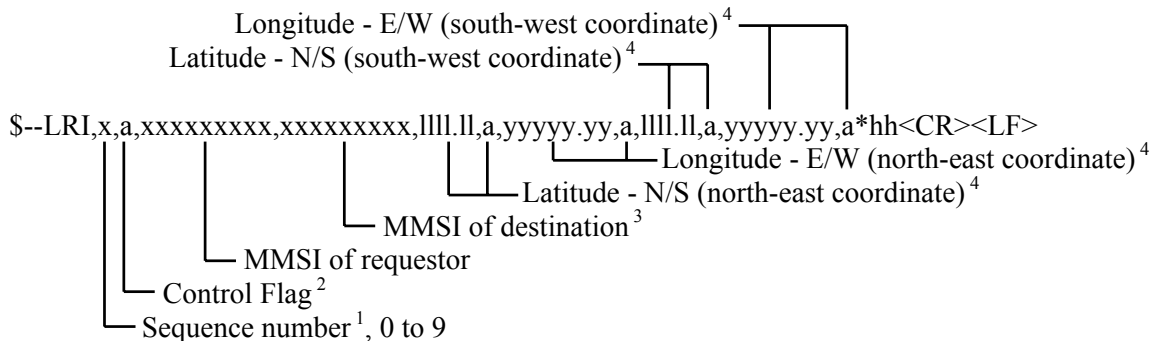 Longitude - E/W (south-west coordinate) 4
Latitude - N/S (south-west coordinate) 4
$--LRI,x,a,xxxxxxxxx,xxxxxxxxx,llll.ll,a,yyyyy.yy,a,llll.ll,a,yyyyy.yy,a*hh<CR><LF>
Longitude - E/W (north-east coordinate) 4
Latitude - N/S (north-east coordinate) 4
MMSI of destination 3
MMSI of requestor
Control Flag 2
Sequence number 1, 0 to 9